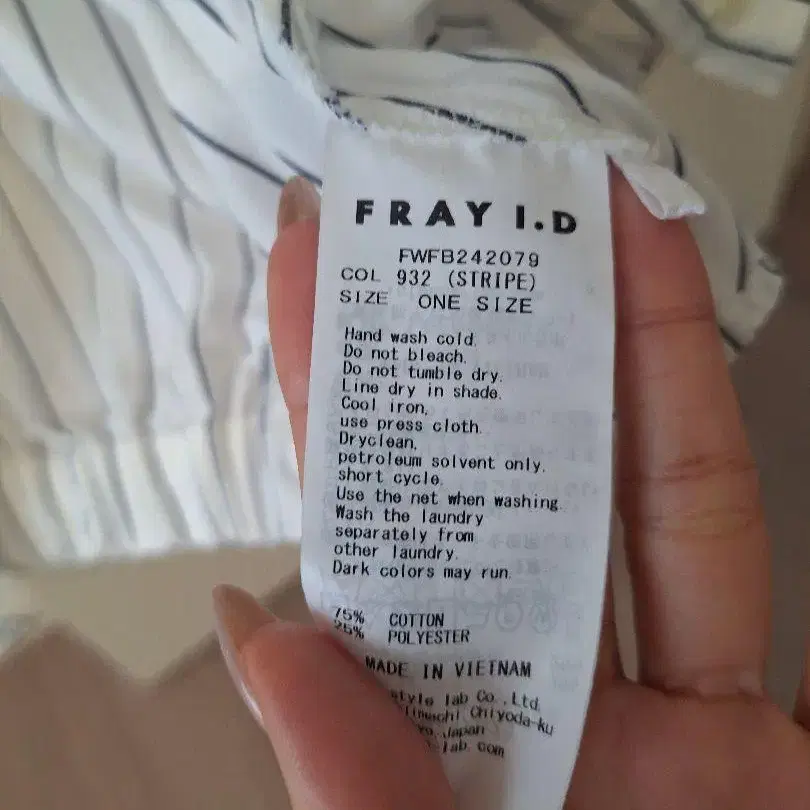 FRAY I.D
FWFB242079
COL 932 (STRIPE)
SIZE ONE SIZE
Hand wash cold.
Do not bleach.
Do not tumble dry.
Line dry in shade.
Cool iron,
use press cloth.
Dryclean,
petroleum solvent only.
short cycle.
Use the net when washing.
Wash the laundry
separately from
other laundry.
Dark colors may run.
75% COTTON
25% POLYESTER
MADE IN VIETNAM
style lab Co.,Ltd.
Chiyoda-ku
Japan
lab.com